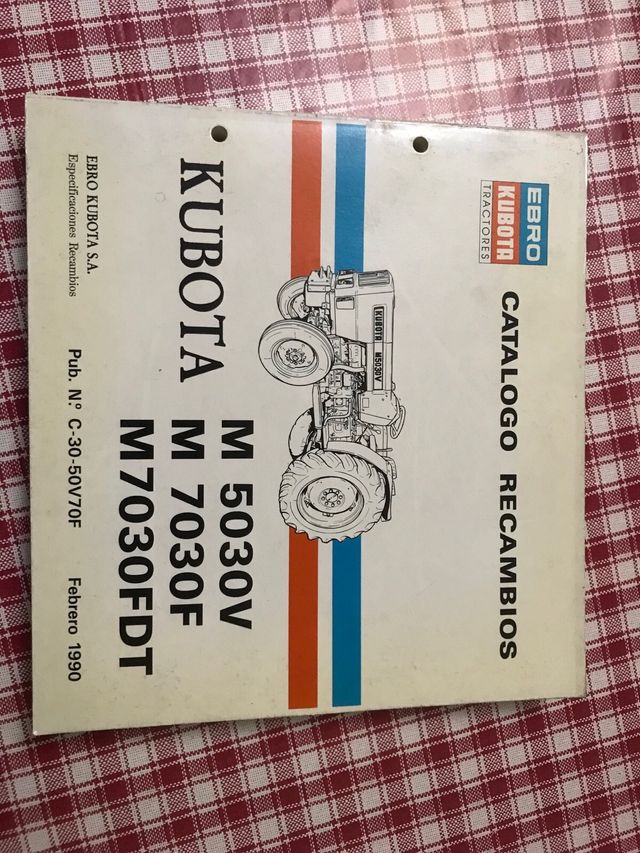 EBRO
KUBOTA
TRACTORES
CATALOGO RECAMBIOS
KUBOTA M5030V
KUBOTA
M 5030V
M 7030F
M7030FDT
EBRO KUBOTA S.A.
Especificaciones Recambios
Pub. N.º C-30-50V70F
Febrero 1990